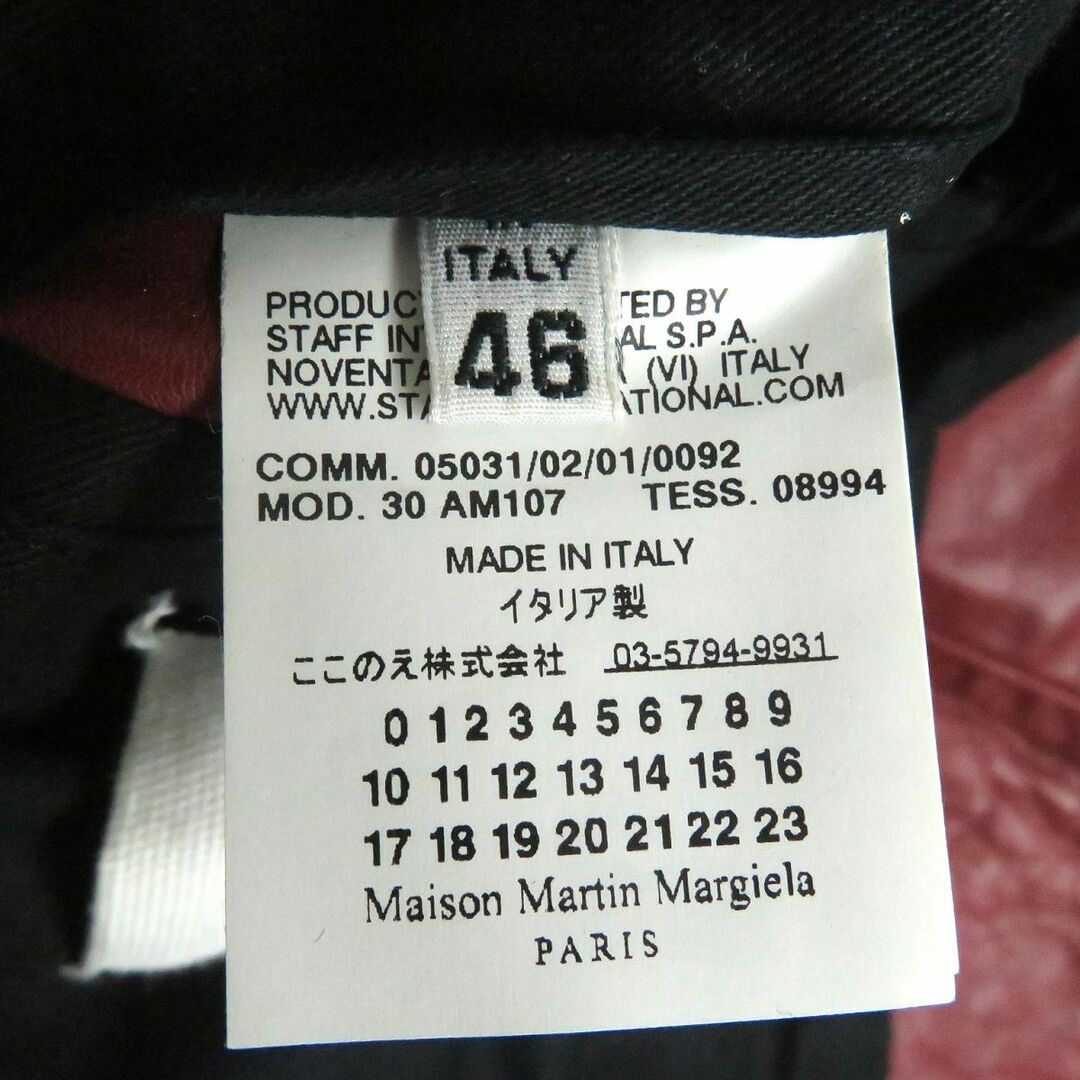 ITALY
46
PRODUC TED BY
STAFF IN AL S.P.A.
NOVENTA (VI) ITALY
WWW.STA ATIONAL.COM
COMM. 05031/02/01/0092
MOD. 30 AM107 TESS. 08994
MADE IN ITALY
イタリア製
ここのえ株式会社 03-5794-9931
0 1 2 3 4 5 6 7 8 9
10 11 12 13 14 15 16
17 18 19 20 21 22 23
Maison Martin Margiela
PARIS